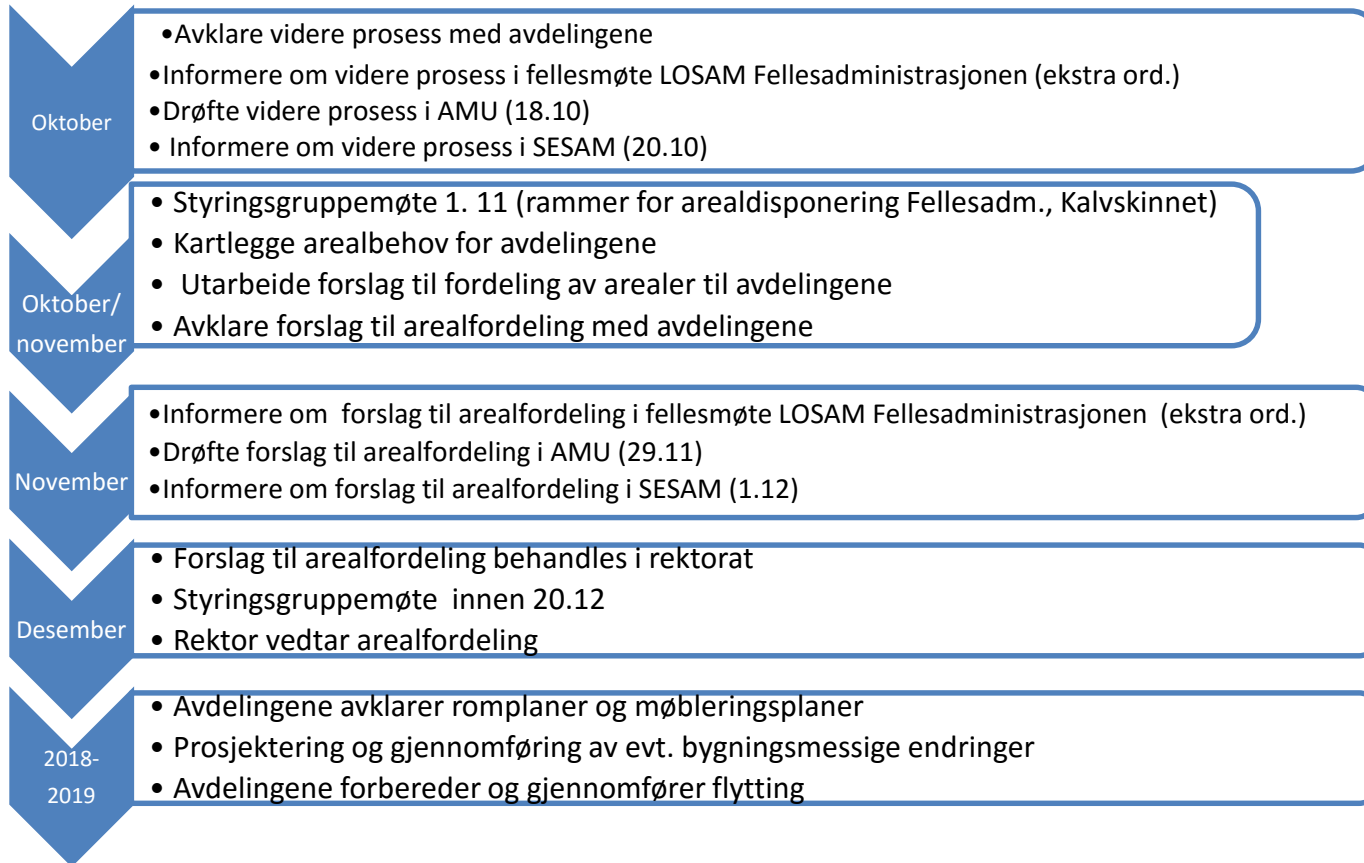 Oktober
•Avklare videre prosess med avdelingene
•Informere om videre prosess i fellesmøte LOSAM Fellesadministrasjonen (ekstra ord.)
•Drøfte videre prosess i AMU (18.10)
• Informere om videre prosess i SESAM (20.10)
Oktober/
november
• Styringsgruppemøte 1. 11 (rammer for arealdisponering Fellesadm., Kalvskinnet)
• Kartlegge arealbehov for avdelingene
• Utarbeide forslag til fordeling av arealer til avdelingene
• Avklare forslag til arealfordeling med avdelingene
November
•Informere om forslag til arealfordeling i fellesmøte LOSAM Fellesadministrasjonen (ekstra ord.)
•Drøfte forslag til arealfordeling i AMU (29.11)
•Informere om forslag til arealfordeling i SESAM (1.12)
Desember
• Forslag til arealfordeling behandles i rektorat
• Styringsgruppemøte innen 20.12
• Rektor vedtar arealfordeling
2018-
2019
• Avdelingene avklarer romplaner og møbleringsplaner
• Prosjektering og gjennomføring av evt. bygningsmessige endringer
• Avdelingene forbereder og gjennomfører flytting